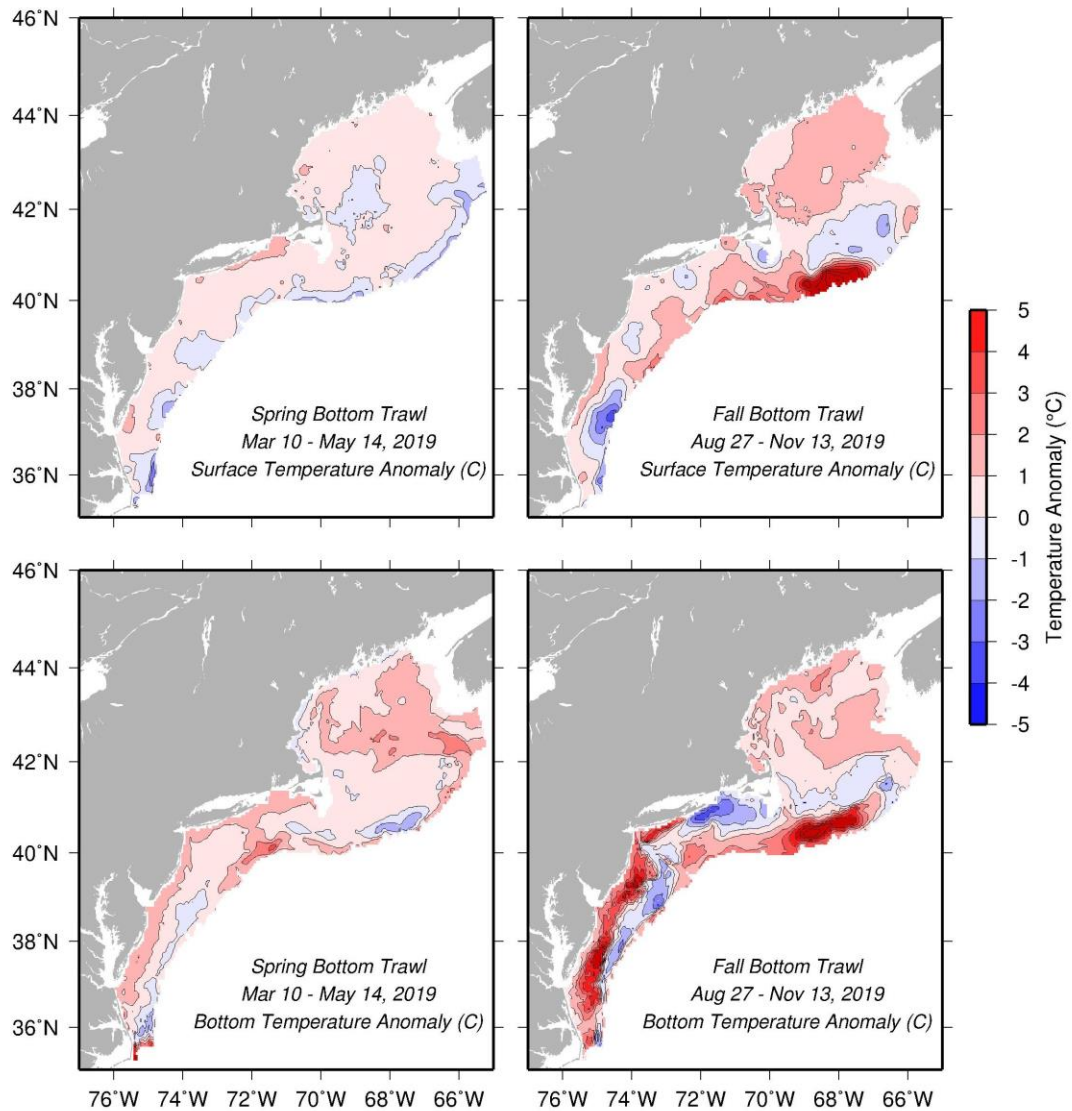 46˚N
44˚N
42˚N
40˚N
38˚N
36˚N
Spring Bottom Trawl
Mar 10 - May 14, 2019
Surface Temperature Anomaly (C)
Fall Bottom Trawl
Aug 27 - Nov 13, 2019
Surface Temperature Anomaly (C)
5
4
3
2
1
0
-1
-2
-3
-4
-5
Temperature Anomaly (°C)
46˚N
44˚N
42˚N
40˚N
38˚N
36˚N
Spring Bottom Trawl
Mar 10 - May 14, 2019
Bottom Temperature Anomaly (C)
Fall Bottom Trawl
Aug 27 - Nov 13, 2019
Bottom Temperature Anomaly (C)
76˚W 74˚W 72˚W 70˚W 68˚W 66˚W
76˚W 74˚W 72˚W 70˚W 68˚W 66˚W